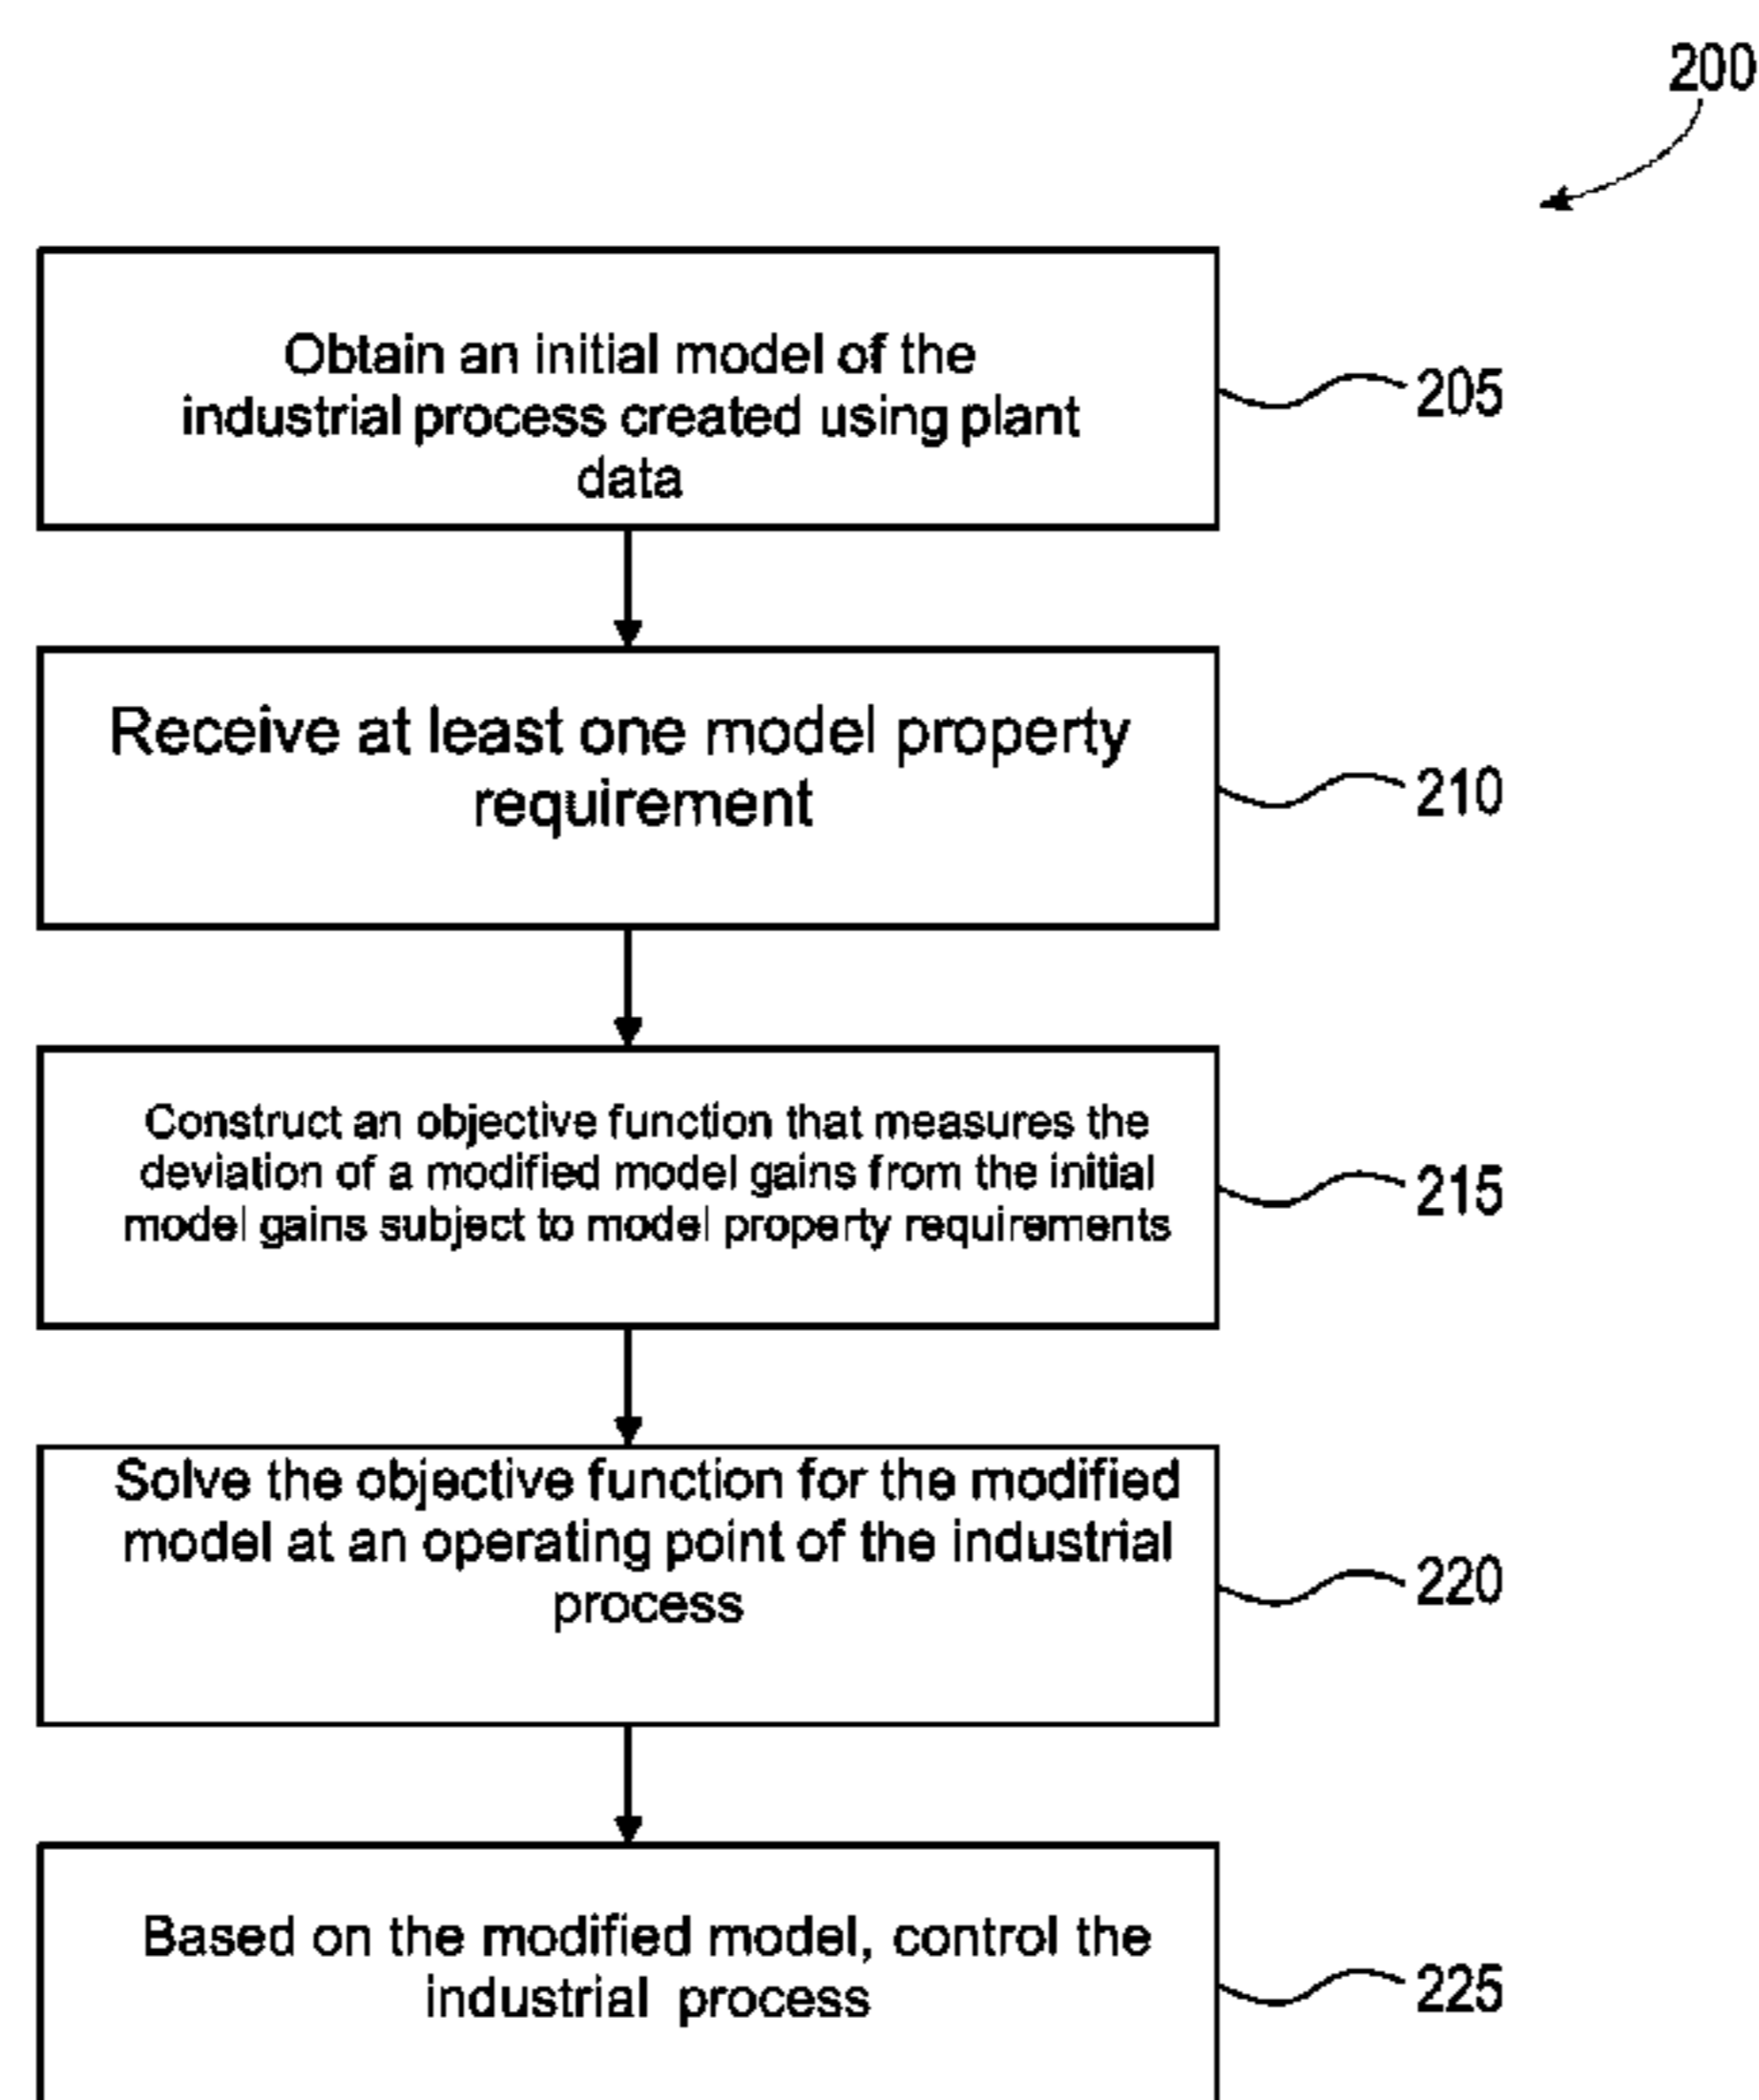 200
Obtain an initial model of the
industrial process created using plant
data
205
Receive at least one model property
requirement
210
Construct an objective function that measures the
deviation of a modified model gains from the initial
model gains subject to model property requirements
215
Solve the objective function for the modified
model at an operating point of the industrial
process
220
Based on the modified model, control the
industrial process
225